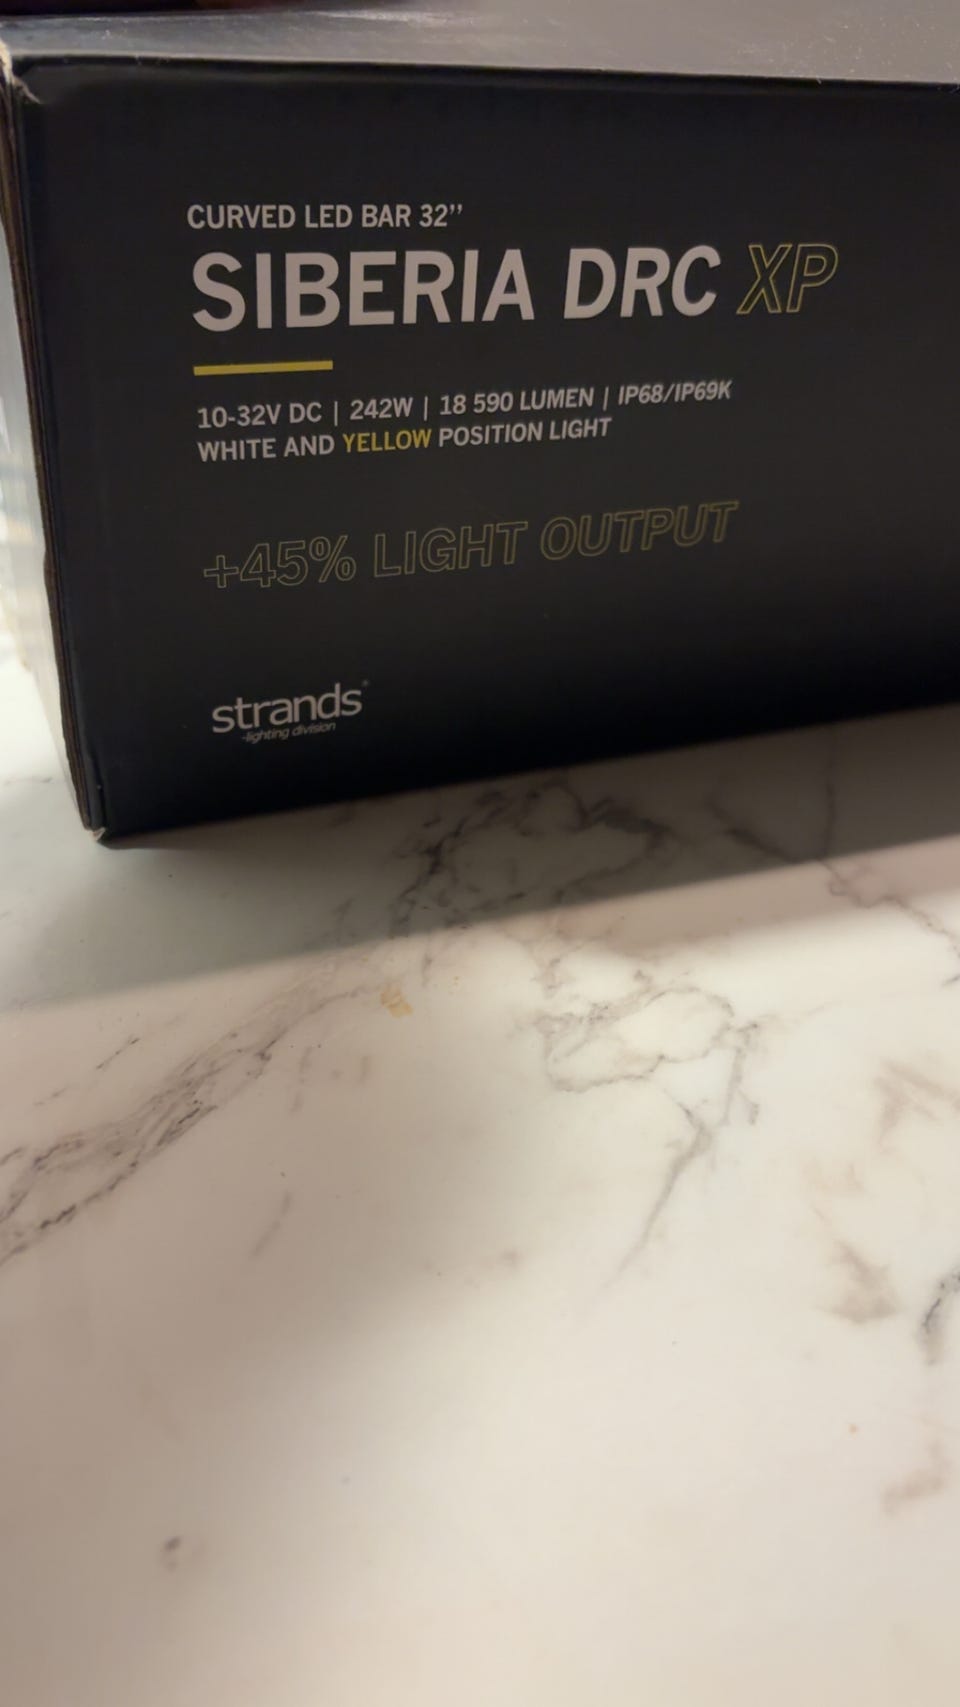 CURVED LED BAR 32’’
SIBERIA DRC XP
10-32V DC | 242W | 18 590 LUMEN | IP68/IP69K
WHITE AND YELLOW POSITION LIGHT
+45% LIGHT OUTPUT
strands®
-lighting division